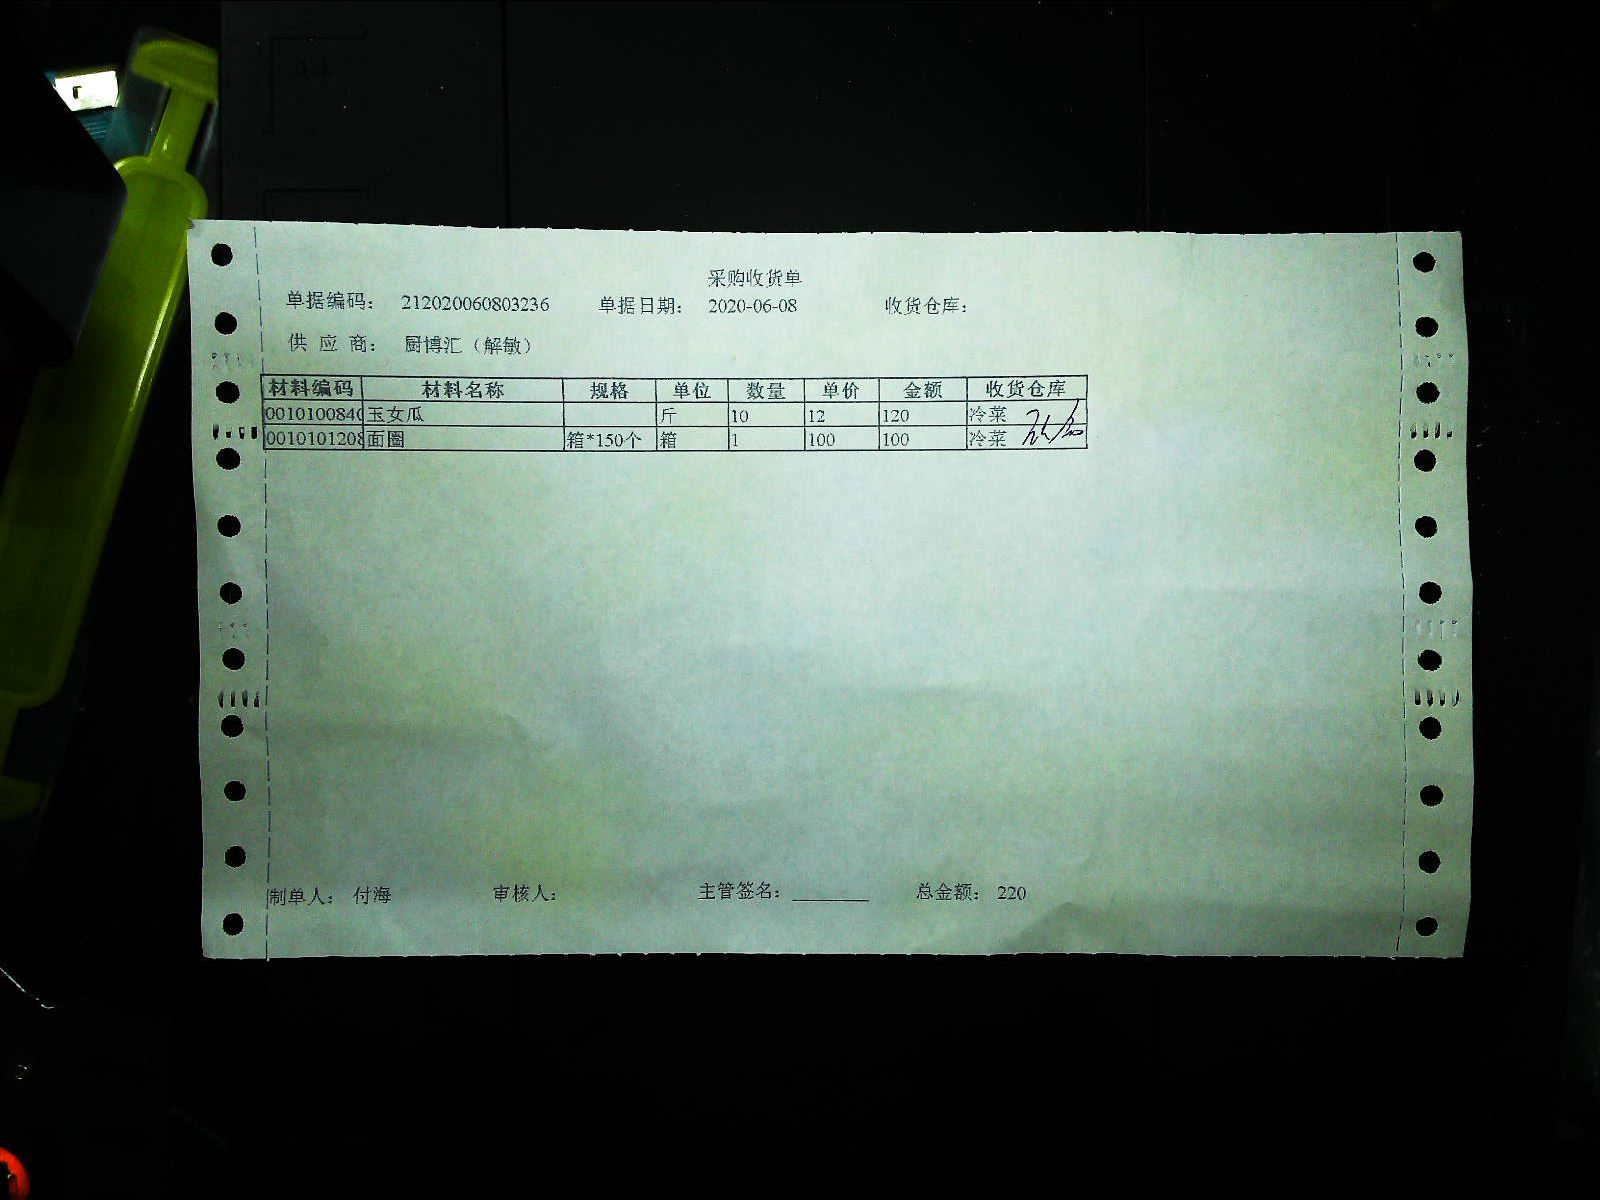 采购收货单
单据编码: 212020060803236 单据日期: 2020-06-08 收货仓库:
供 应 商: 厨博汇（解敏）
材料编码 材料名称 规格 单位 数量 单价 金额 收货仓库
0010100840 玉女瓜 斤 10 12 120 冷菜
0010101208 面圈 箱*150个 箱 1 100 100 冷菜
制单人: 付海 审核人: 主管签名: ________ 总金额: 220